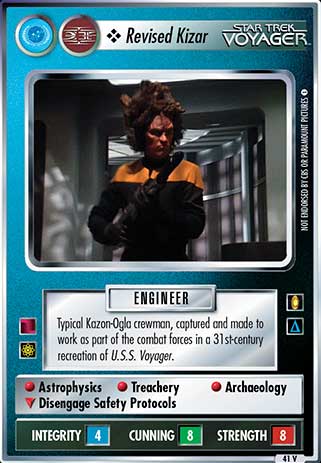 ❖ Revised Kizar
STAR TREK
VOYAGER™
NOT ENDORSED BY CBS OR PARAMOUNT PICTURES
ENGINEER
Typical Kazon-Ogla crewman, captured and made to
work as part of the combat forces in a 31st-century
recreation of U.S.S. Voyager.
Astrophysics Treachery Archaeology
Disengage Safety Protocols
INTEGRITY 4 CUNNING 8 STRENGTH 8
41 V